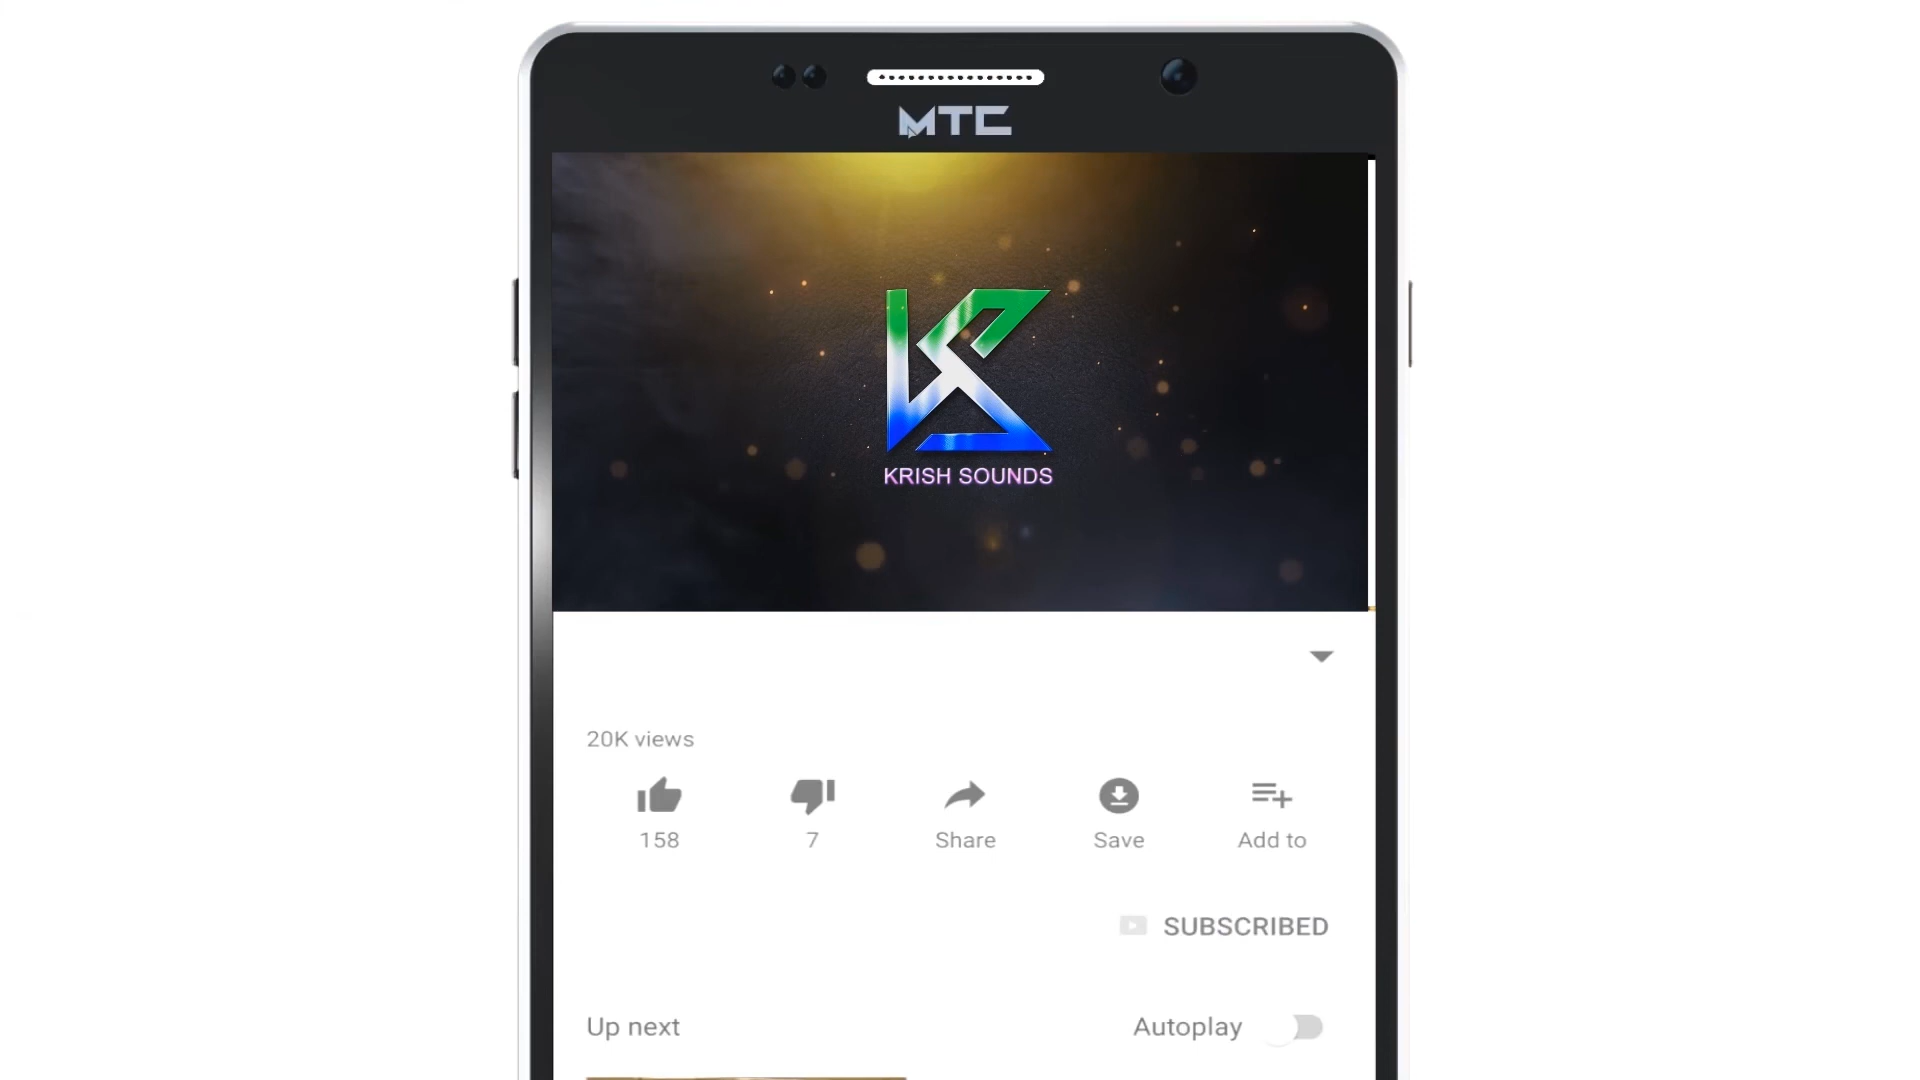 MTC
KRISH SOUNDS
20K views
158
7
Share
Save
Add to
SUBSCRIBED
Up next
Autoplay